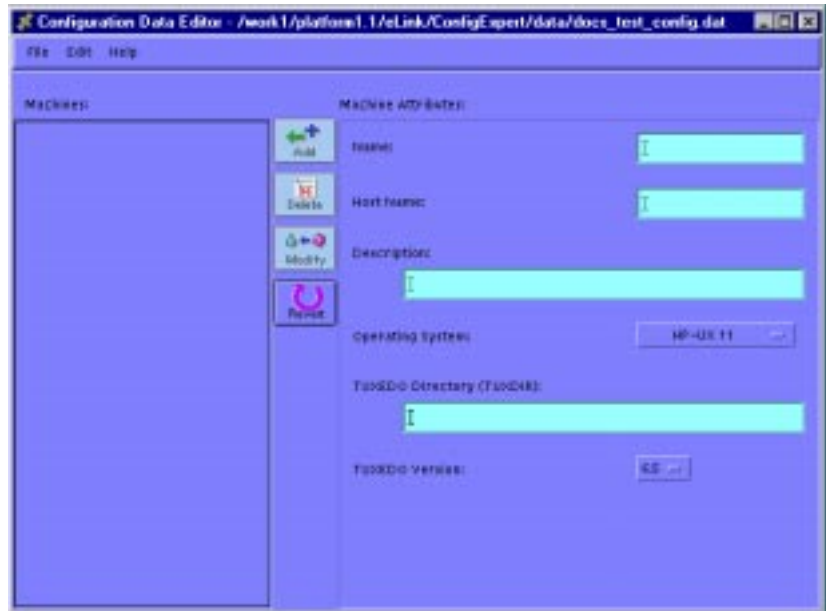 Configuration Data Editor - /work1/platform1.1/eLink/ConfigExpert/data/docs_test_config.dat
File Edit Help
Machines:
Machine Attributes:
Add
Name:
Delete
Host Name:
Modify
Description:
Revert
Operating System: HP-UX 11
TUXEDO Directory (TUXDIR):
TUXEDO Version: 6.5